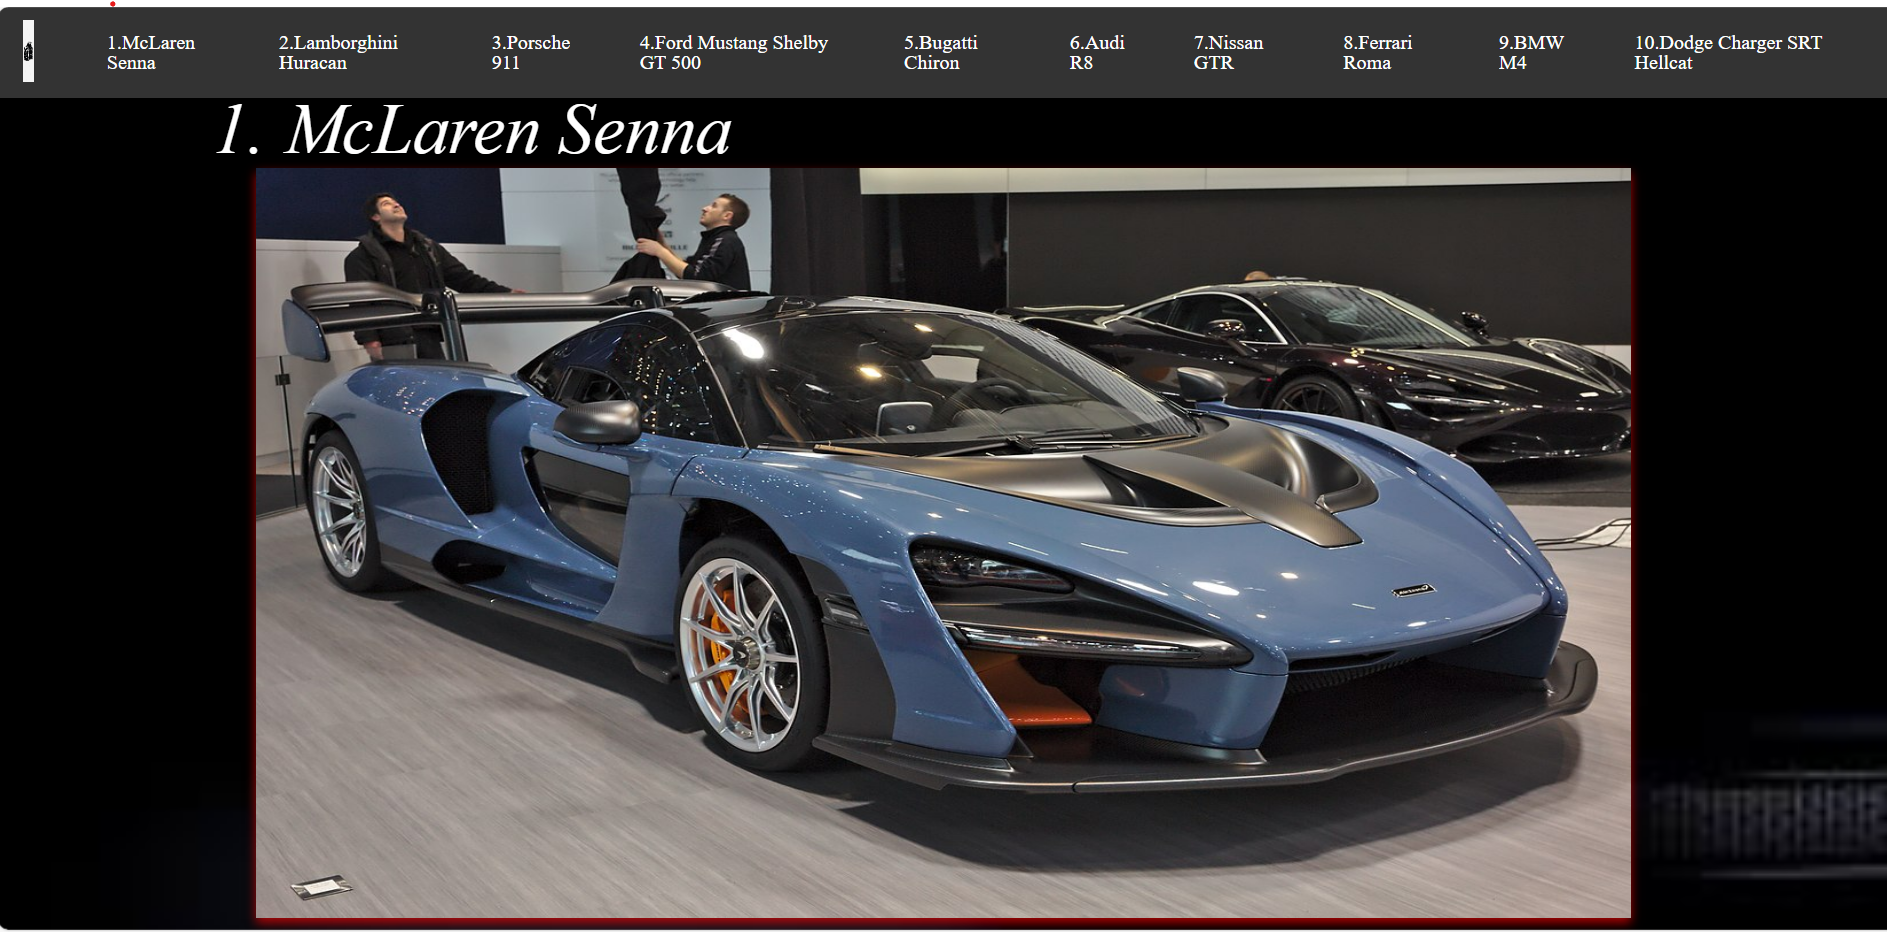 1.McLaren
Senna
2.Lamborghini
Huracan
3.Porsche
911
4.Ford Mustang Shelby
GT 500
5.Bugatti
Chiron
6.Audi
R8
7.Nissan
GTR
8.Ferrari
Roma
9.BMW
M4
10.Dodge Charger SRT
Hellcat
1. McLaren Senna